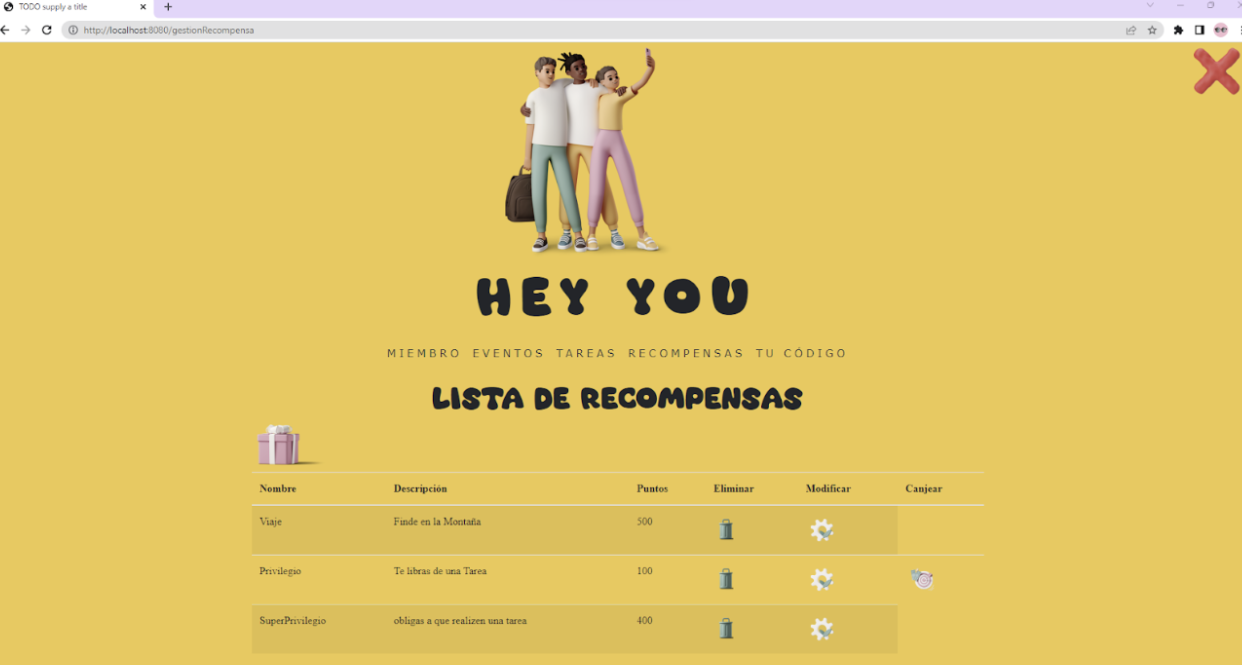 TODO supply a title
http://localhost:8080/gestionRecompensa
HEY YOU
MIEMBRO EVENTOS TAREAS RECOMPENSAS TU CÓDIGO
LISTA DE RECOMPENSAS
Nombre Descripción Puntos Eliminar Modificar Canjear
Viaje Finde en la Montaña 500
Privilegio Te libras de una Tarea 100
SuperPrivilegio obligas a que realizen una tarea 400